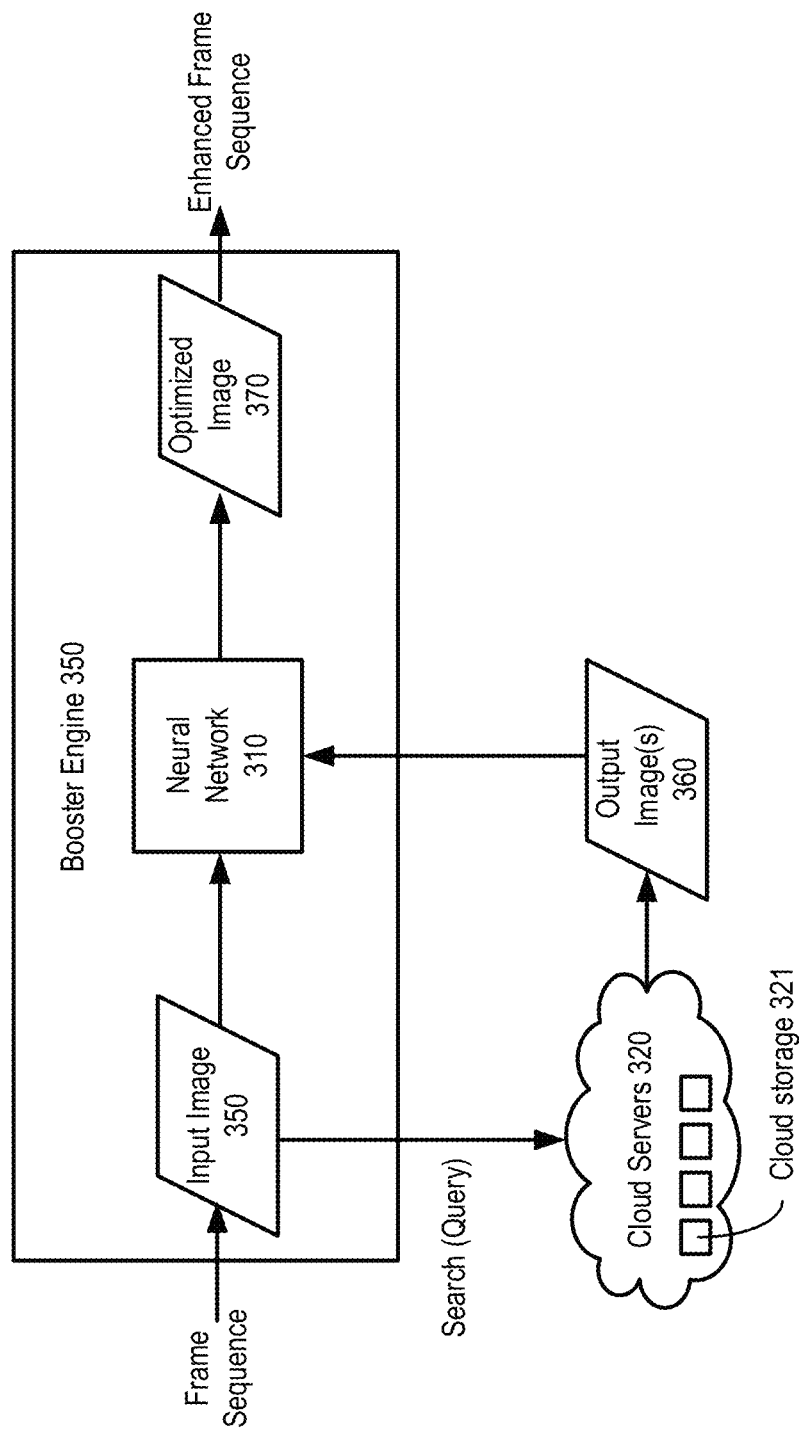 Booster Engine 350
Frame
Sequence
Input Image
350
Neural
Network
310
Optimized
Image
370
Enhanced Frame
Sequence
Search (Query)
Cloud Servers 320
Cloud storage 321
Output
Image(s)
360